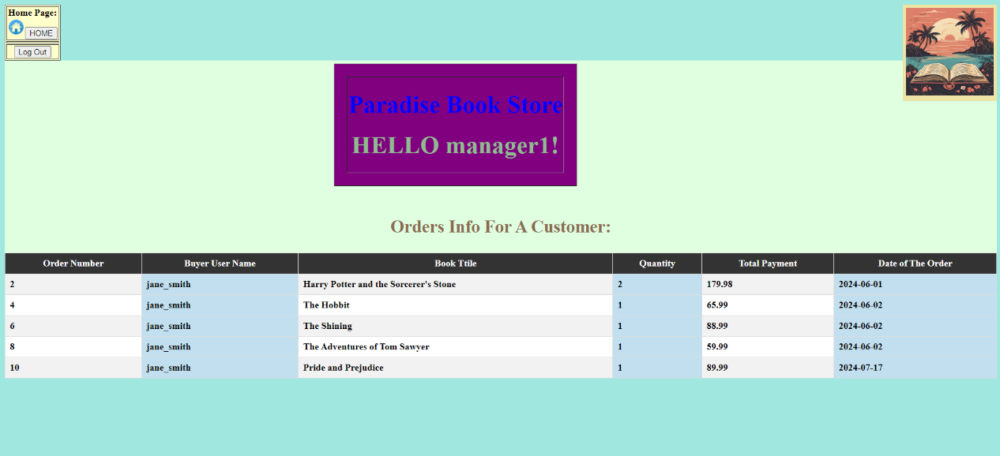 Home Page:
HOME
Log Out
Paradise Book Store
HELLO manager1!
Orders Info For A Customer:
Order Number Buyer User Name Book Ttile Quantity Total Payment Date of The Order
2 jane_smith Harry Potter and the Sorcerer's Stone 2 179.98 2024-06-01
4 jane_smith The Hobbit 1 65.99 2024-06-02
6 jane_smith The Shining 1 88.99 2024-06-02
8 jane_smith The Adventures of Tom Sawyer 1 59.99 2024-06-02
10 jane_smith Pride and Prejudice 1 89.99 2024-07-17